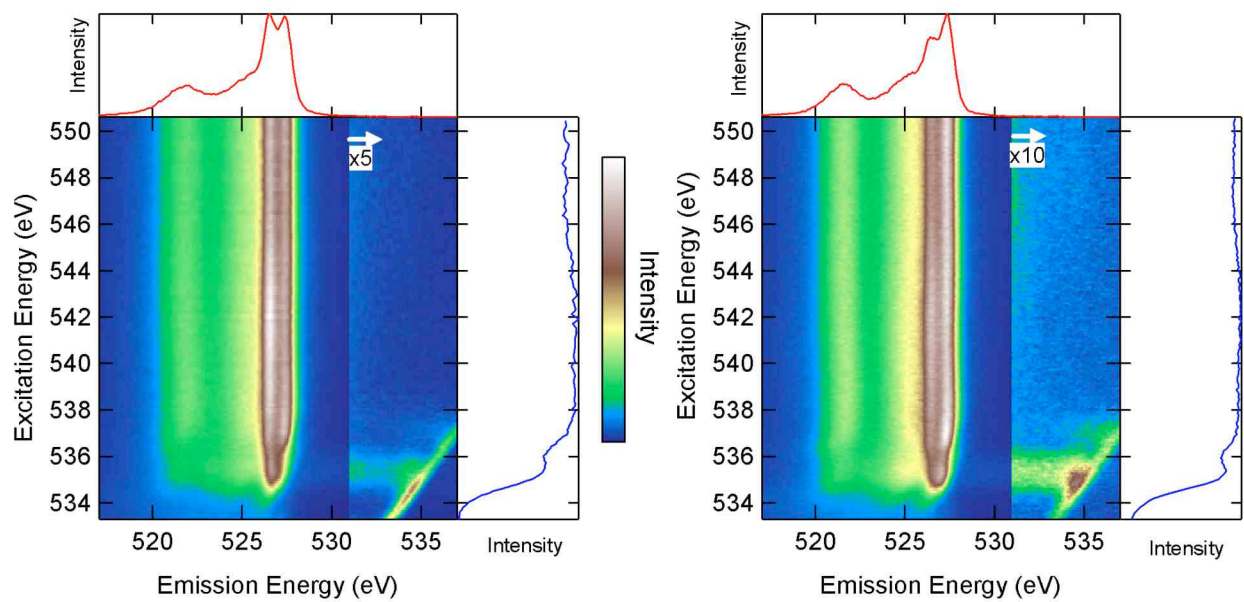 Intensity
550
548
546
544
542
540
538
536
534
Excitation Energy (eV)
x5
520
525
530
535
Emission Energy (eV)
Intensity
Intensity
Intensity
550
548
546
544
542
540
538
536
534
Excitation Energy (eV)
x10
520
525
530
535
Emission Energy (eV)
Intensity